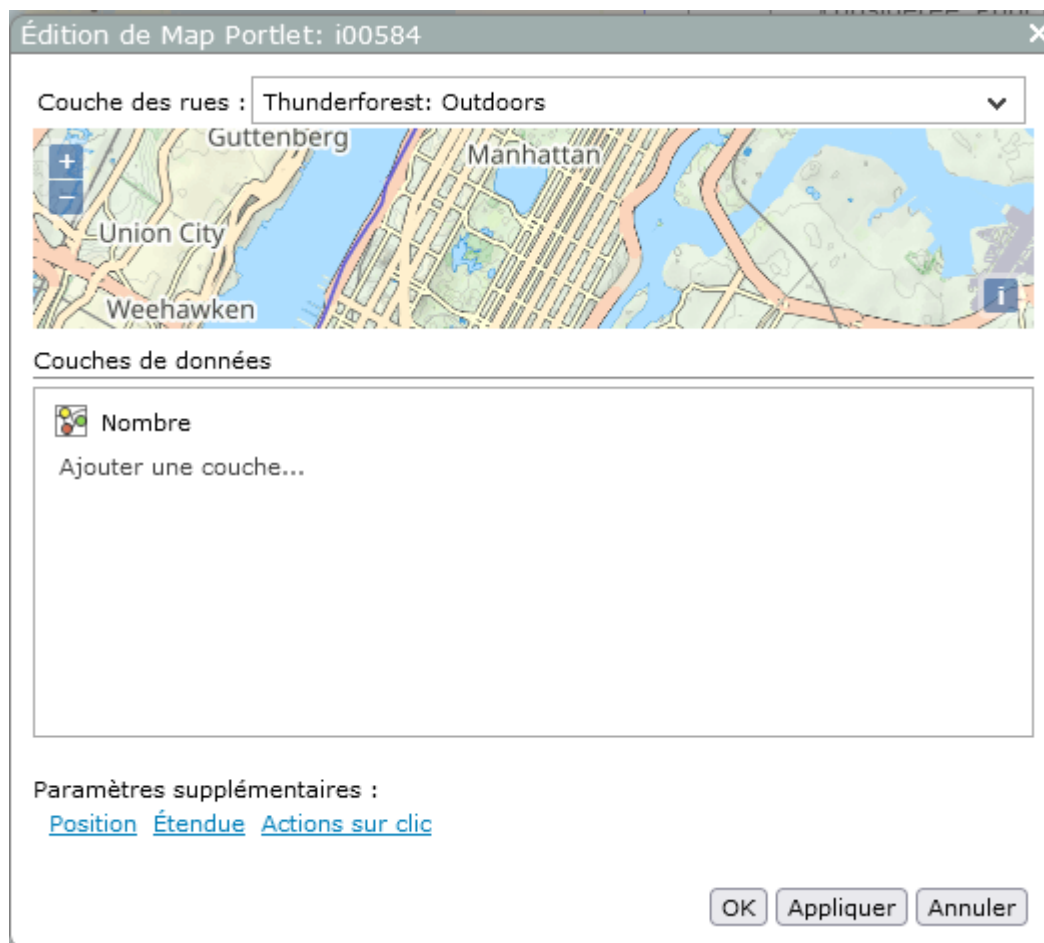 Édition de Map Portlet: i00584
Couche des rues : Thunderforest: Outdoors
Guttenberg
Manhattan
Union City
Weehawken
i
Couches de données
Nombre
Ajouter une couche...
Paramètres supplémentaires :
Position Étendue Actions sur clic
OK Appliquer Annuler